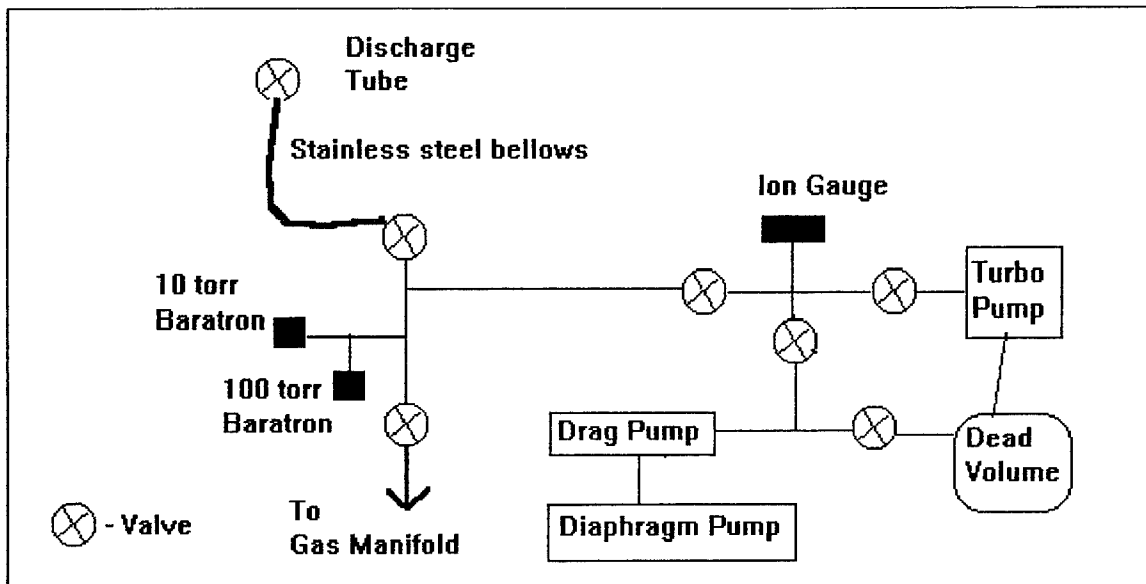 Discharge
Tube
Stainless steel bellows
Ion Gauge
10 torr
Baratron
Turbo
Pump
100 torr
Baratron
Drag Pump
Dead
Volume
- Valve
To
Gas Manifold
Diaphragm Pump